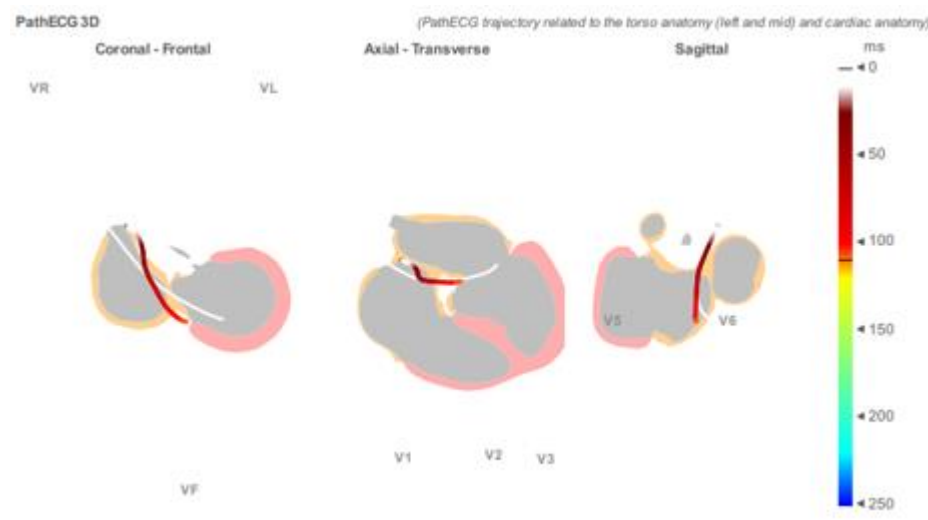 PathECG 3D
(PathECG trajectory related to the torso anatomy (left and mid) and cardiac anatomy)
Coronal - Frontal
Axial - Transverse
Sagittal
ms
0
VR
VL
50
100
150
V5
V6
200
V1
V2
V3
VF
250